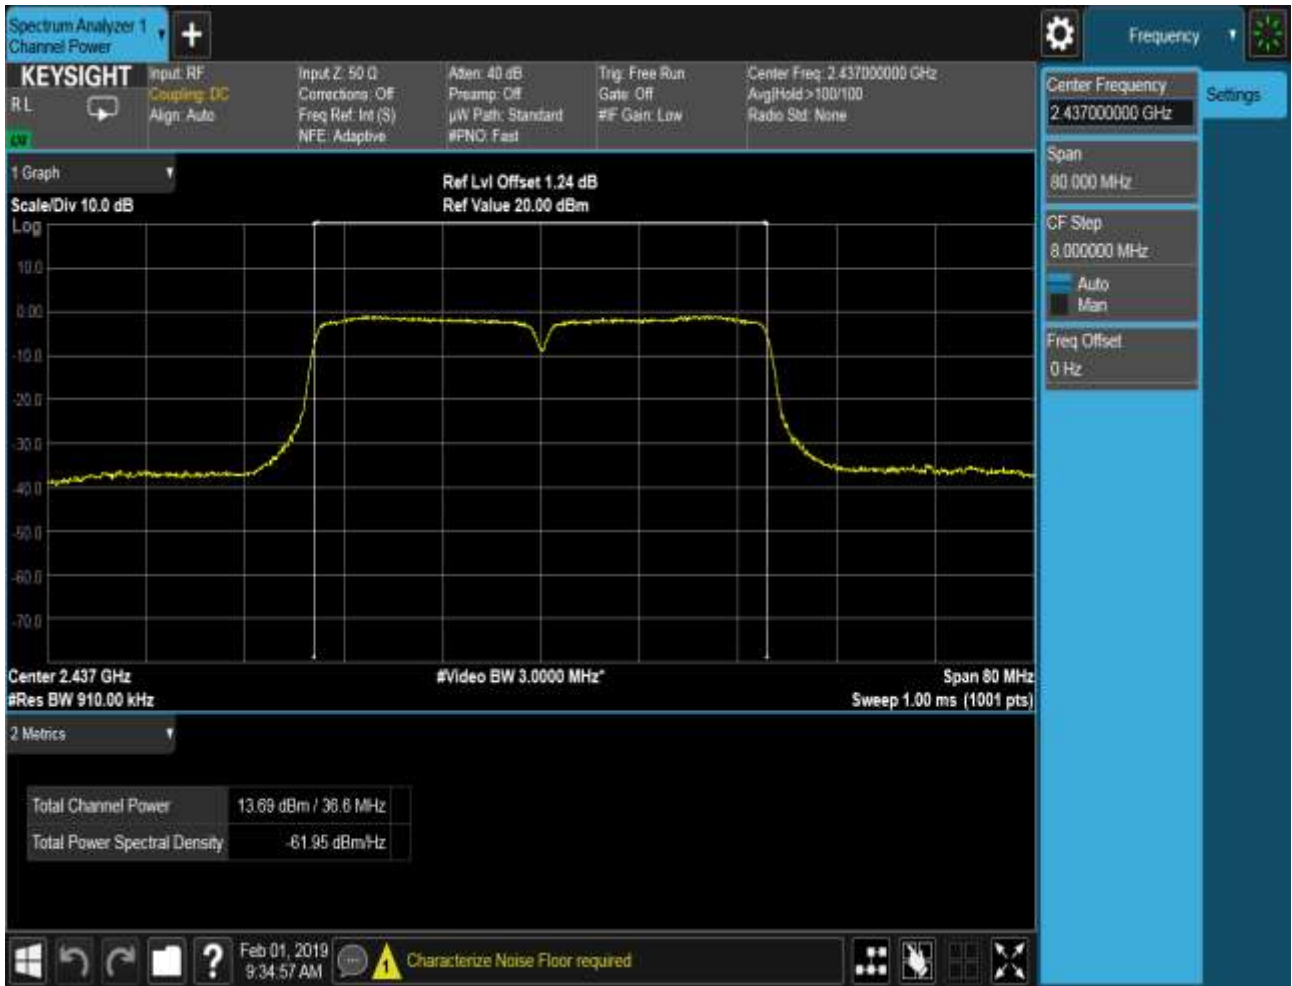 Spectrum Analyzer 1
Channel Power
+
Frequency
KEYSIGHT
RL
LXI
Input: RF
Coupling: DC
Align: Auto
Input Z: 50 Ω
Corrections: Off
Freq Ref: Int (S)
NFE: Adaptive
Atten: 40 dB
Preamp: Off
µW Path: Standard
#PNO: Fast
Trig: Free Run
Gate: Off
#IF Gain: Low
Center Freq: 2.437000000 GHz
Avg|Hold:>100/100
Radio Std: None
Center Frequency
2.437000000 GHz
Settings
Span
80.000 MHz
CF Step
8.000000 MHz
Auto
Man
Freq Offset
0 Hz
1 Graph
Scale/Div 10.0 dB
Ref Lvl Offset 1.24 dB
Ref Value 20.00 dBm
Log
10.0
0.00
-10.0
-20.0
-30.0
-40.0
-50.0
-60.0
-70.0
Center 2.437 GHz
#Res BW 910.00 kHz
#Video BW 3.0000 MHz*
Span 80 MHz
Sweep 1.00 ms (1001 pts)
2 Metrics
Total Channel Power 13.69 dBm / 36.6 MHz
Total Power Spectral Density -61.95 dBm/Hz
?
Feb 01, 2019
9:34:57 AM
1
Characterize Noise Floor required